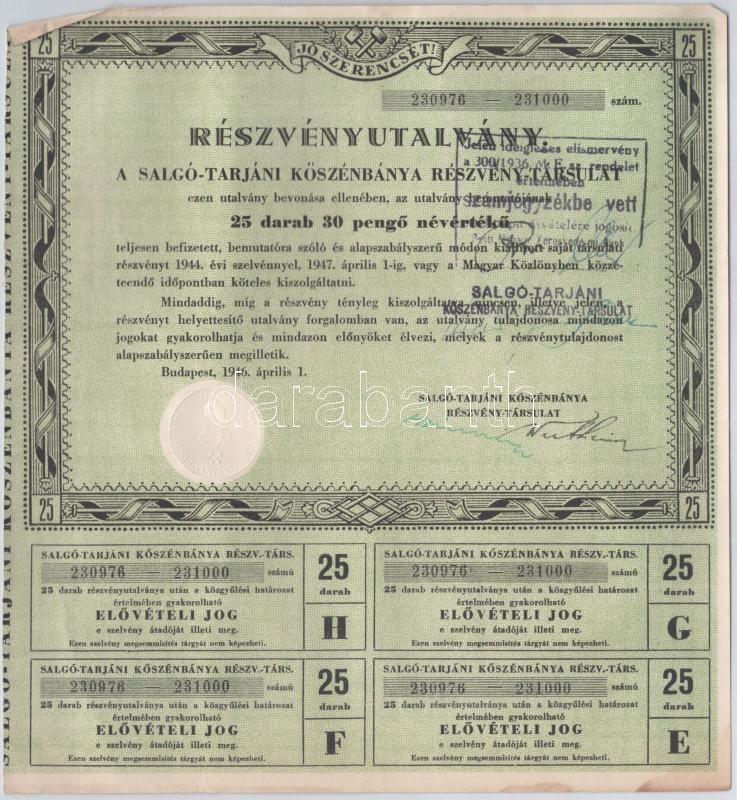 25
JÓ SZERENCSÉT!
25
230976 — 231000 szám.
RÉSZVÉNYUTALVÁNY.
A SALGÓ-TARJÁNI KŐSZÉNBÁNYA RÉSZVÉNY-TÁRSULAT
ezen utalvány bevonása ellenében, az utalvány bemutatójának
25 darab 30 pengő névértékű
teljesen befizetett, bemutatóra szóló és alapszabályszerű módon kiállított saját társulati
részvényt 1944. évi szelvénnyel, 1947. április 1-ig, vagy a Magyar Közlönyben közzé-
teendő időpontban köteles kiszolgáltatni.
Mindaddig, míg a részvény tényleg kiszolgáltatva nincsen, illetve jelen, a
részvényt helyettesítő utalvány forgalomban van, az utalvány tulajdonosa mindazon
jogokat gyakorolhatja és mindazon előnyöket élvezi, melyek a részvénytulajdonost
alapszabályszerűen megilletik.
Budapest, 1946. április 1.
SALGÓ-TARJÁNI KŐSZÉNBÁNYA
RÉSZVÉNY-TÁRSULAT
Jelen ideiglenes elismervény
a 300/1936. M. E. sz. rendelet
értelmében
számjegyzékbe vett
SALGÓ-TARJÁNI
KŐSZÉNBÁNYA RÉSZVÉNY-TÁRSULAT
darabanth
25
25
SALGÓ-TARJÁNI KŐSZÉNBÁNYA RÉSZVÉNY-TÁRSULAT
SALGÓ-TARJÁNI KŐSZÉNBÁNYA RÉSZV.-TÁRS.
230976 — 231000 számú
25 darab részvényutalványa után a közgyűlési határozat
értelmében gyakorolható
ELŐVÉTELI JOG
e szelvény átadóját illeti meg.
Ezen szelvény megsemmisítés tárgyát nem képezheti.
25
darab
H
SALGÓ-TARJÁNI KŐSZÉNBÁNYA RÉSZV.-TÁRS.
230976 — 231000 számú
25 darab részvényutalványa után a közgyűlési határozat
értelmében gyakorolható
ELŐVÉTELI JOG
e szelvény átadóját illeti meg.
Ezen szelvény megsemmisítés tárgyát nem képezheti.
25
darab
G
SALGÓ-TARJÁNI KŐSZÉNBÁNYA RÉSZV.-TÁRS.
230976 — 231000 számú
25 darab részvényutalványa után a közgyűlési határozat
értelmében gyakorolható
ELŐVÉTELI JOG
e szelvény átadóját illeti meg.
Ezen szelvény megsemmisítés tárgyát nem képezheti.
25
darab
F
SALGÓ-TARJÁNI KŐSZÉNBÁNYA RÉSZV.-TÁRS.
230976 — 231000 számú
25 darab részvényutalványa után a közgyűlési határozat
értelmében gyakorolható
ELŐVÉTELI JOG
e szelvény átadóját illeti meg.
Ezen szelvény megsemmisítés tárgyát nem képezheti.
25
darab
E